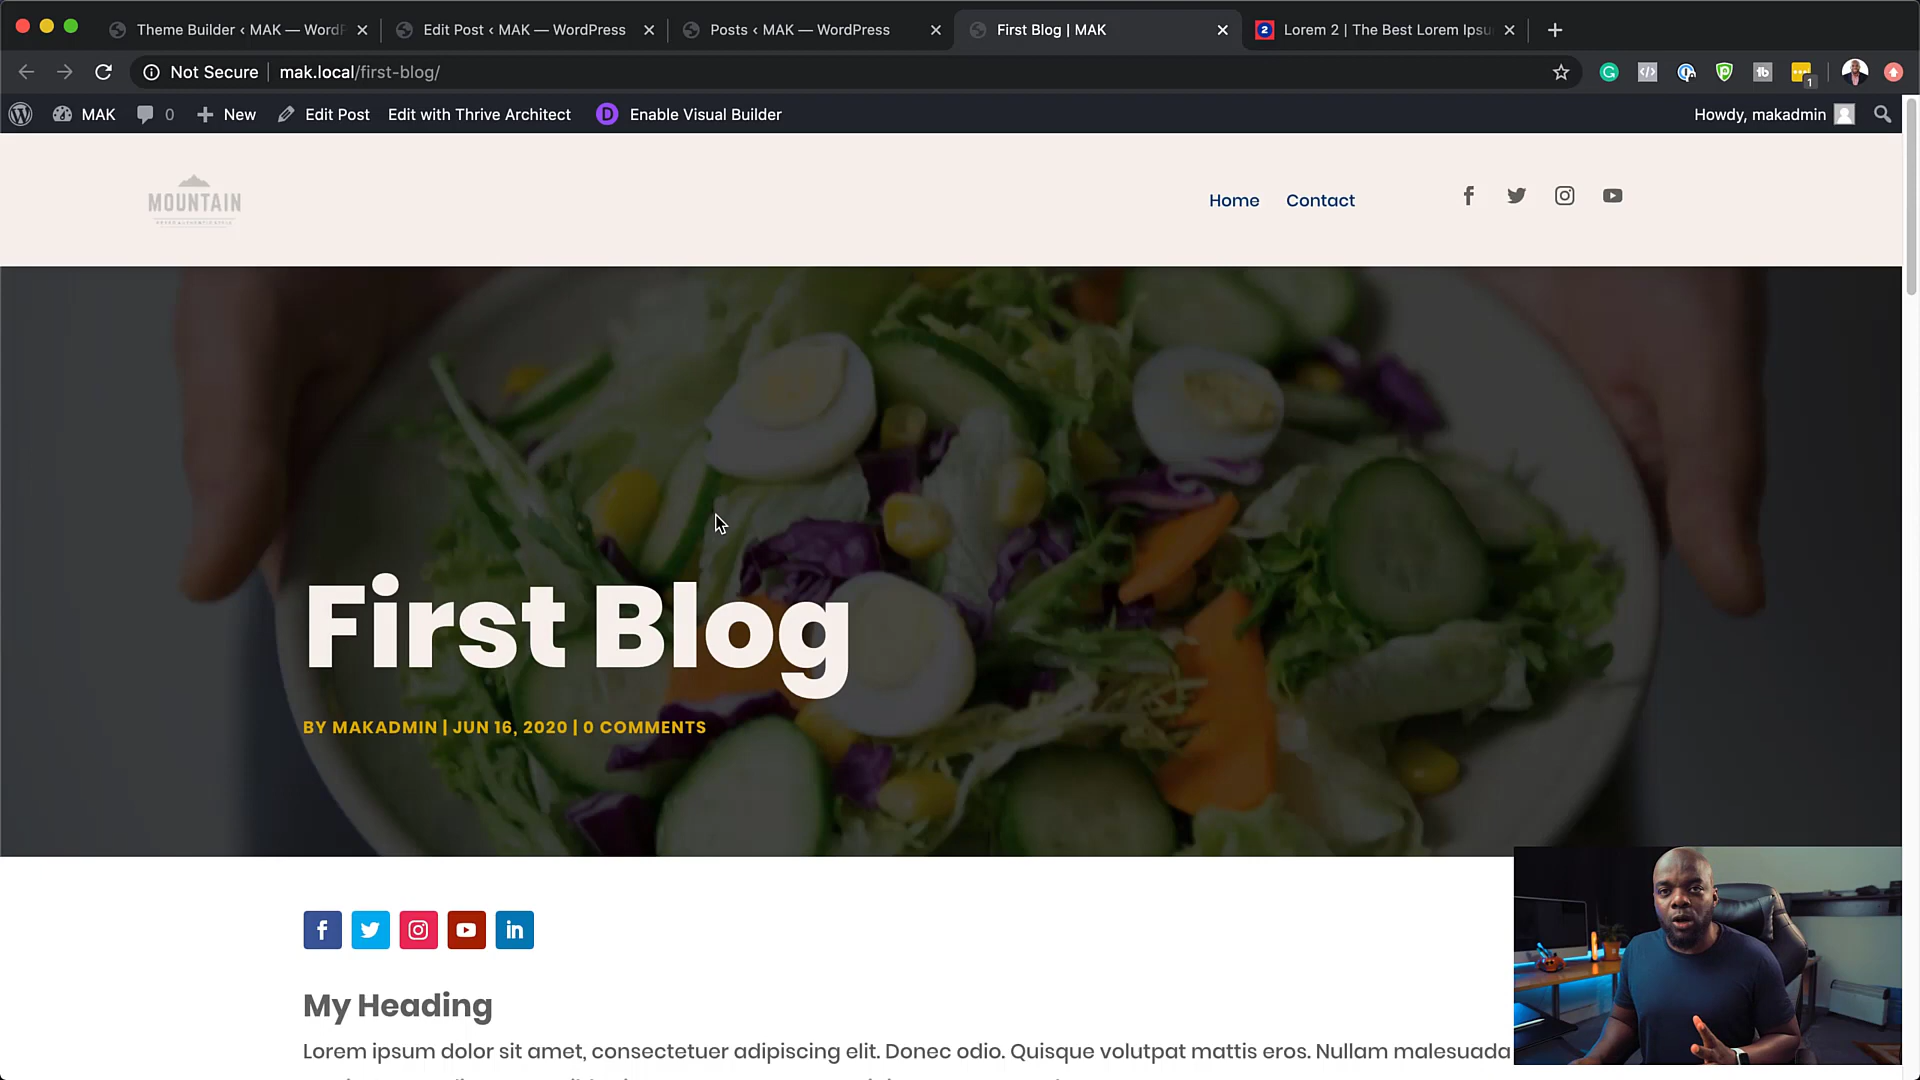 Theme Builder ‹ MAK — WordP
Edit Post ‹ MAK — WordPress
Posts ‹ MAK — WordPress
First Blog | MAK
Lorem 2 | The Best Lorem Ipsu
Not Secure
mak.local/first-blog/
1
MAK
0
New
Edit Post
Edit with Thrive Architect
D
Enable Visual Builder
Howdy, makadmin
MOUNTAIN
Home
Contact
First Blog
BY MAKADMIN | JUN 16, 2020 | 0 COMMENTS
My Heading
Lorem ipsum dolor sit amet, consectetuer adipiscing elit. Donec odio. Quisque volutpat mattis eros. Nullam malesuada